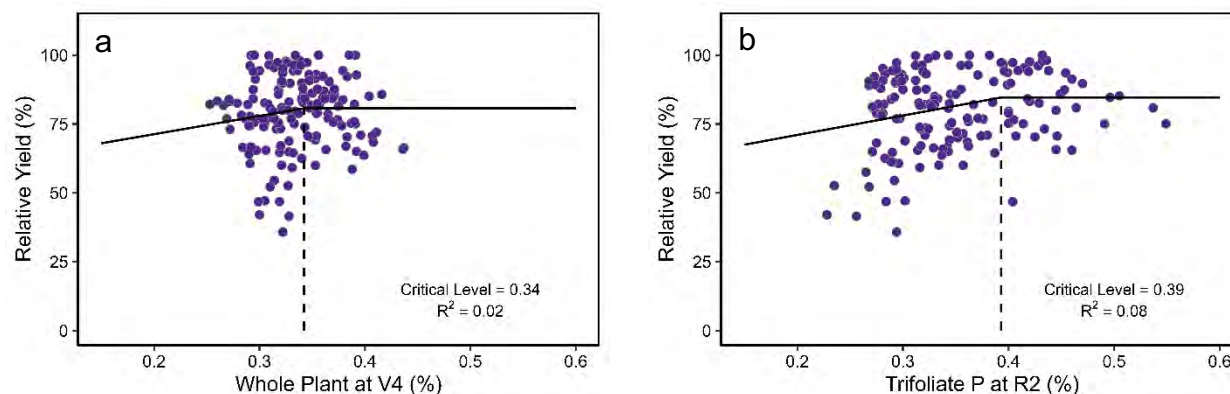 a
100
75
50
25
0
Relative Yield (%)
Critical Level = 0.34
R² = 0.02
0.2 0.3 0.4 0.5 0.6
Whole Plant at V4 (%)
b
100
75
50
25
0
Relative Yield (%)
Critical Level = 0.39
R² = 0.08
0.2 0.3 0.4 0.5 0.6
Trifoliate P at R2 (%)